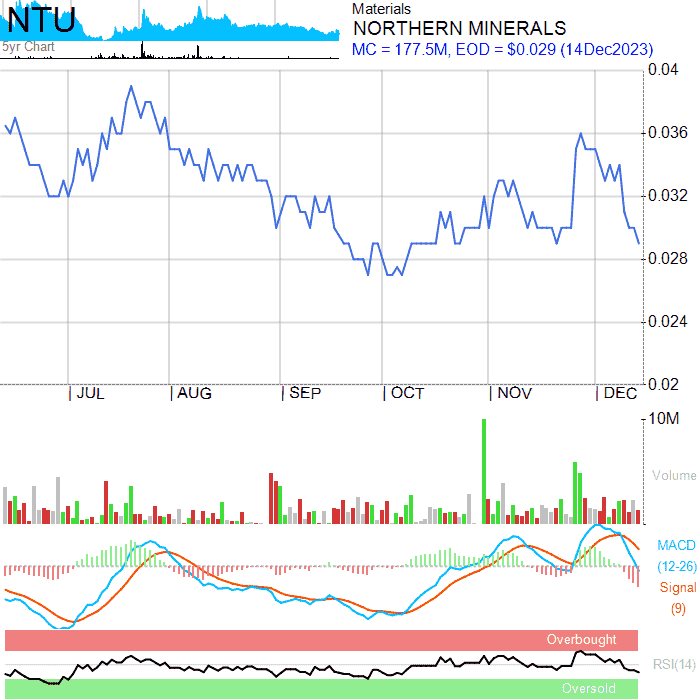 NTU
5yr Chart
Materials
NORTHERN MINERALS
MC = 177.5M, EOD = $0.029 (14Dec2023)
0.04
0.036
0.032
0.028
0.024
0.02
JUL AUG SEP OCT NOV DEC
10M
Volume
MACD
(12-26)
Signal
(9)
Overbought
RSI(14)
Oversold